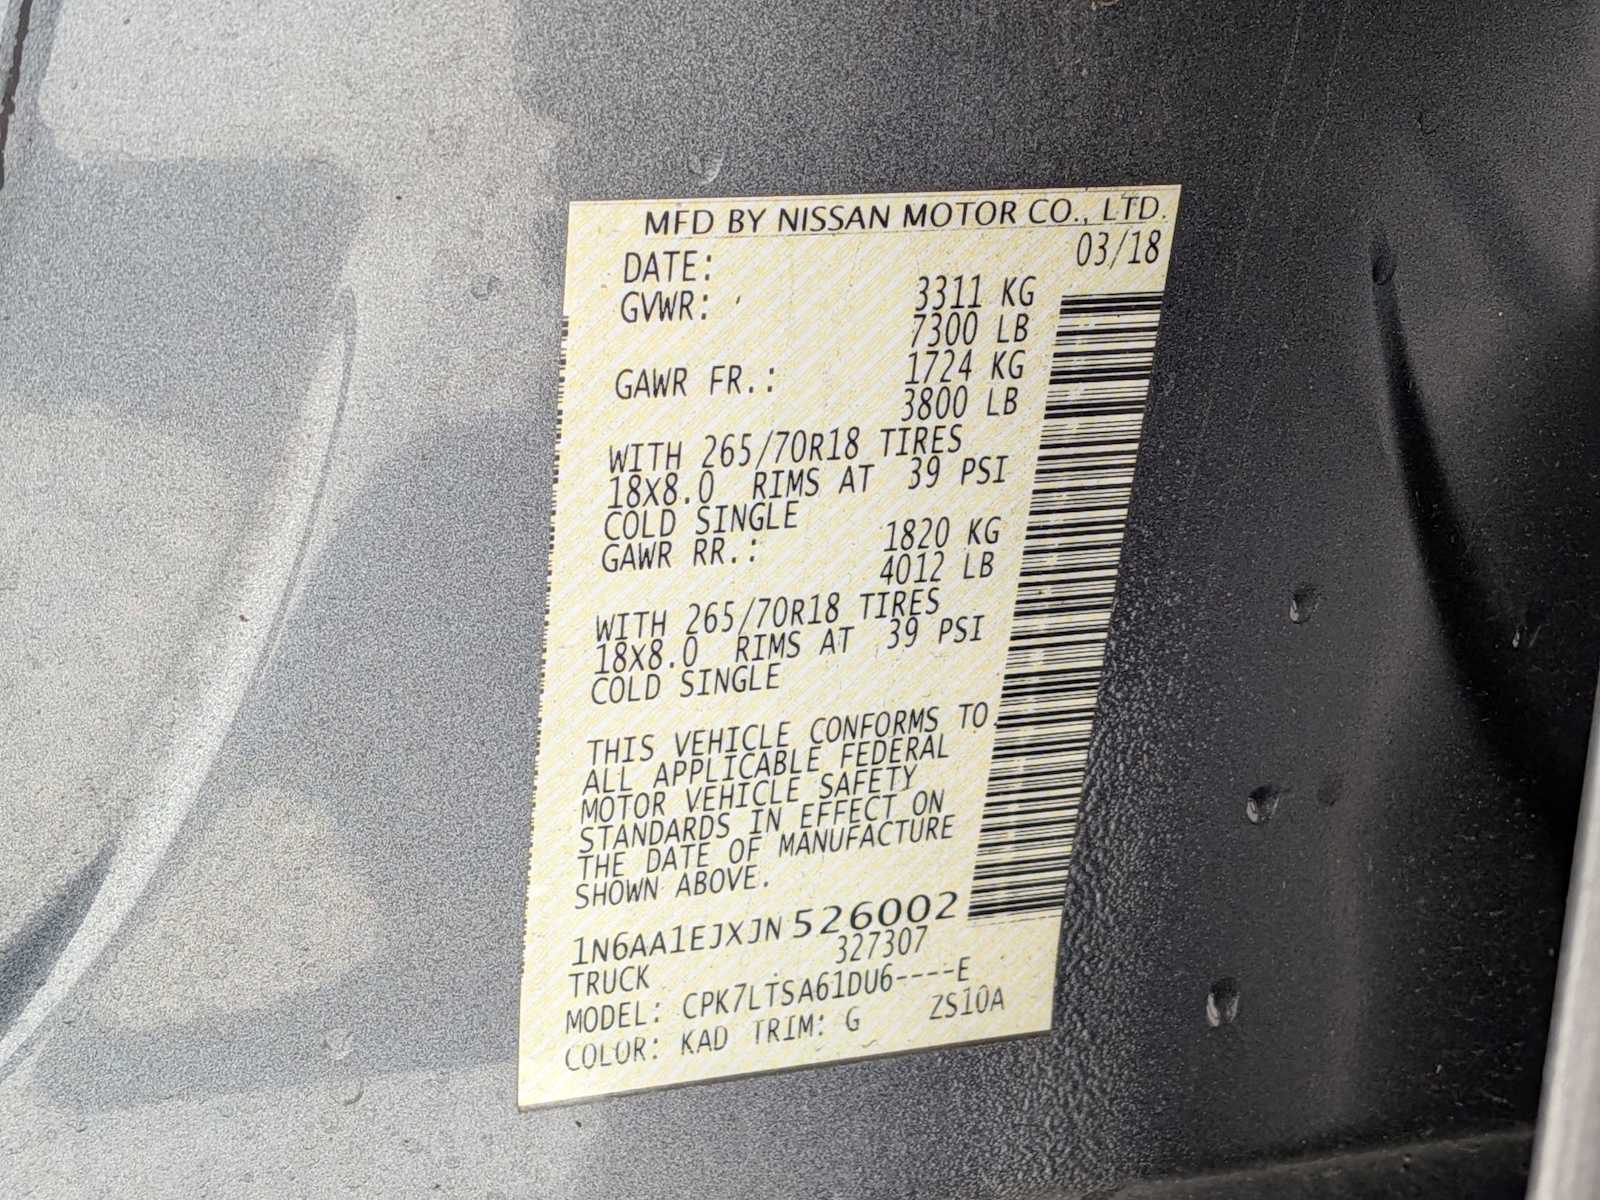 MFD BY NISSAN MOTOR CO., LTD.
DATE: 03/18
GVWR: 3311 KG
7300 LB
GAWR FR.: 1724 KG
3800 LB
WITH 265/70R18 TIRES
18X8.0 RIMS AT 39 PSI
COLD SINGLE
GAWR RR.: 1820 KG
4012 LB
WITH 265/70R18 TIRES
18X8.0 RIMS AT 39 PSI
COLD SINGLE
THIS VEHICLE CONFORMS TO
ALL APPLICABLE FEDERAL
MOTOR VEHICLE SAFETY
STANDARDS IN EFFECT ON
THE DATE OF MANUFACTURE
SHOWN ABOVE.
1N6AA1EJXJN526002
TRUCK 327307
MODEL: CPK7LTSA61DU6----E
COLOR: KAD TRIM: G ZS10A